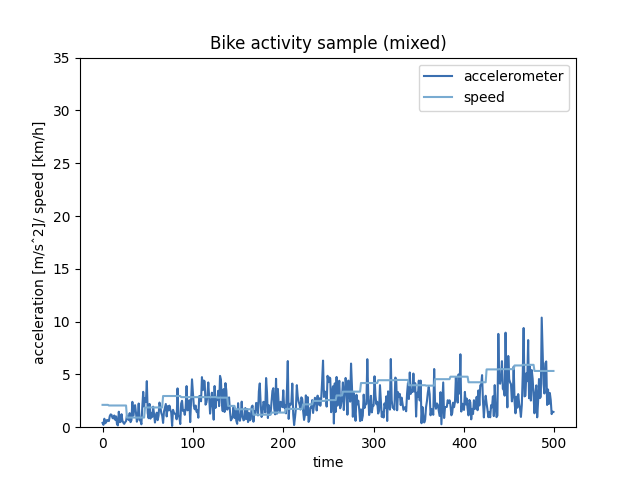 Bike activity sample (mixed)
accelerometer
speed
acceleration [m/sˆ2]/ speed [km/h]
35
30
25
20
15
10
5
0
0 100 200 300 400 500
time